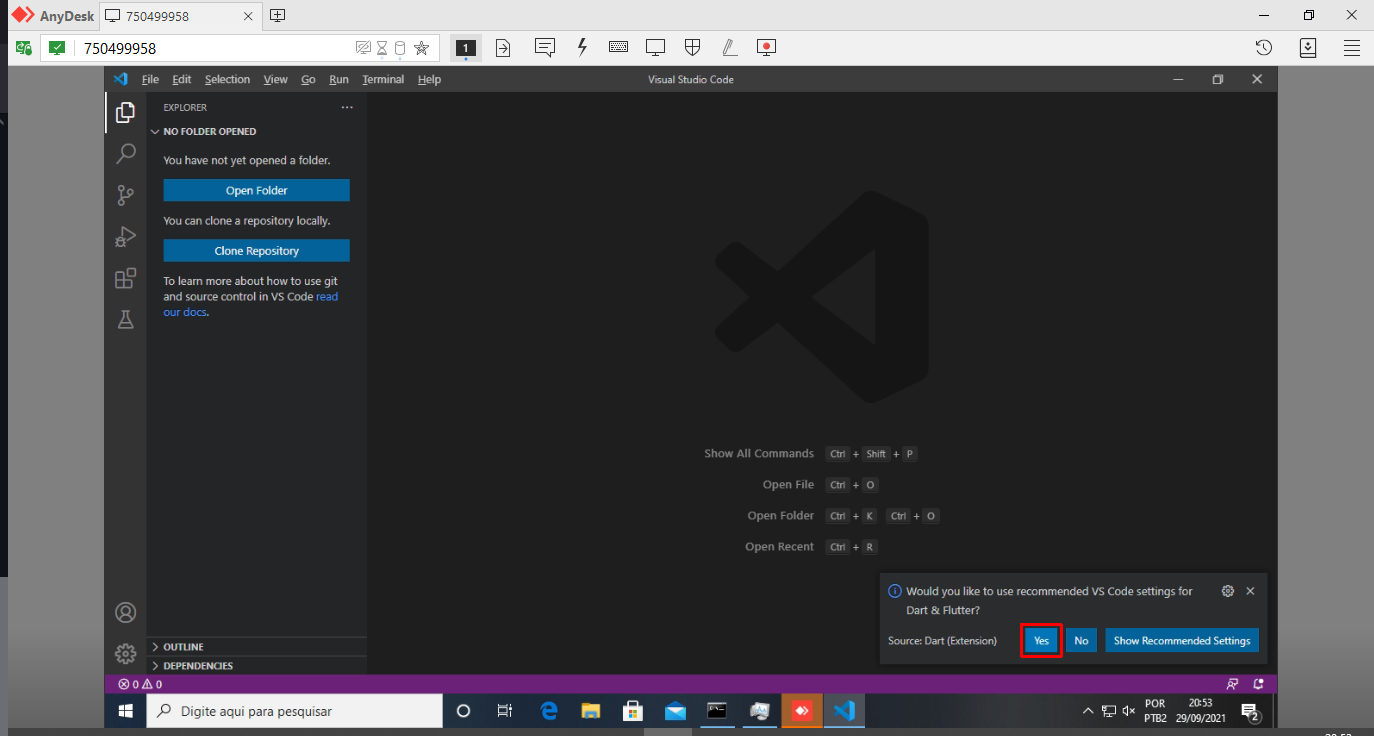 AnyDesk
750499958
750499958
1
File Edit Selection View Go Run Terminal Help
Visual Studio Code
EXPLORER
NO FOLDER OPENED
You have not yet opened a folder.
Open Folder
You can clone a repository locally.
Clone Repository
To learn more about how to use git
and source control in VS Code read
our docs.
Show All Commands Ctrl + Shift + P
Open File Ctrl + O
Open Folder Ctrl + K Ctrl + O
Open Recent Ctrl + R
Would you like to use recommended VS Code settings for
Dart & Flutter?
Source: Dart (Extension) Yes No Show Recommended Settings
OUTLINE
DEPENDENCIES
0 0
Digite aqui para pesquisar
POR
PTB2
20:53
29/09/2021
2